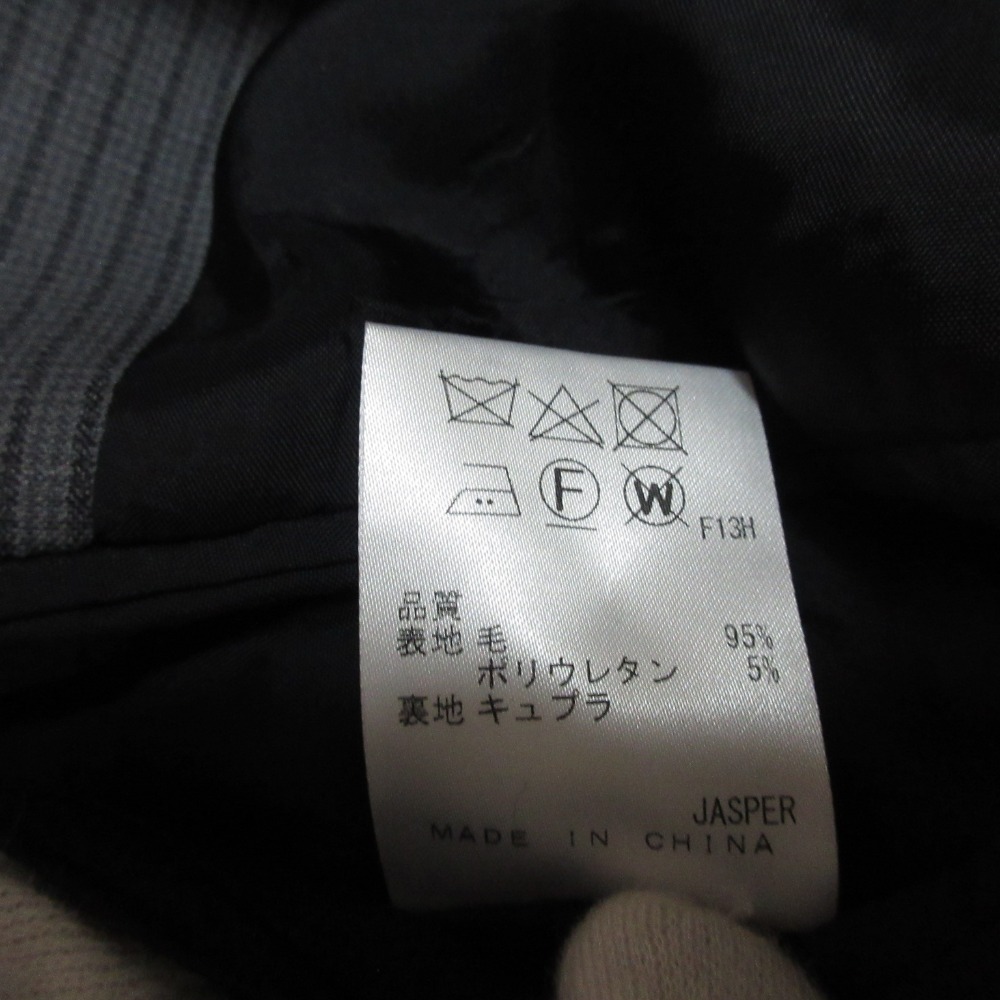 F W F13H
品質
表地 毛 95%
ポリウレタン 5%
裏地 キュプラ
JASPER
MADE IN CHINA